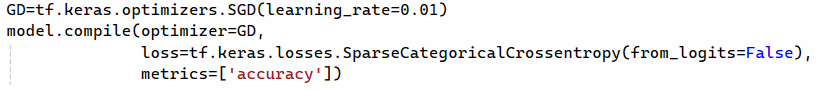 GD=tf.keras.optimizers.SGD(learning_rate=0.01)
model.compile(optimizer=GD,
              loss=tf.keras.losses.SparseCategoricalCrossentropy(from_logits=False),
              metrics=['accuracy'])